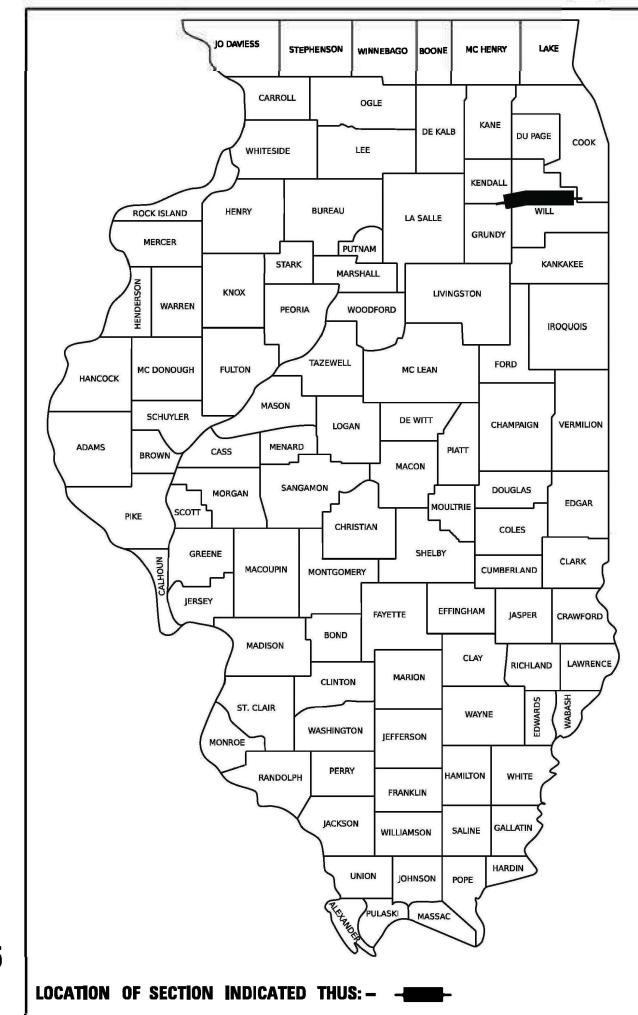 JO DAVIESS STEPHENSON WINNEBAGO BOONE MC HENRY LAKE
CARROLL OGLE DE KALB KANE DU PAGE COOK
WHITESIDE LEE KENDALL
ROCK ISLAND HENRY BUREAU LA SALLE WILL
MERCER PUTNAM GRUNDY
STARK MARSHALL KANKAKEE
HENDERSON WARREN KNOX PEORIA WOODFORD LIVINGSTON IROQUOIS
HANCOCK MC DONOUGH FULTON TAZEWELL MC LEAN FORD
SCHUYLER MASON LOGAN DE WITT CHAMPAIGN VERMILION
ADAMS BROWN CASS MENARD MACON PIATT
PIKE SCOTT MORGAN SANGAMON MOULTRIE DOUGLAS EDGAR
CHRISTIAN COLES
CALHOUN GREENE MACOUPIN MONTGOMERY SHELBY CUMBERLAND CLARK
JERSEY FAYETTE EFFINGHAM JASPER CRAWFORD
MADISON BOND
CLINTON MARION CLAY RICHLAND LAWRENCE
ST. CLAIR WASHINGTON JEFFERSON WAYNE EDWARDS WABASH
MONROE
RANDOLPH PERRY FRANKLIN HAMILTON WHITE
JACKSON WILLIAMSON SALINE GALLATIN
UNION JOHNSON POPE HARDIN
ALEXANDER PULASKI MASSAC
LOCATION OF SECTION INDICATED THUS: –